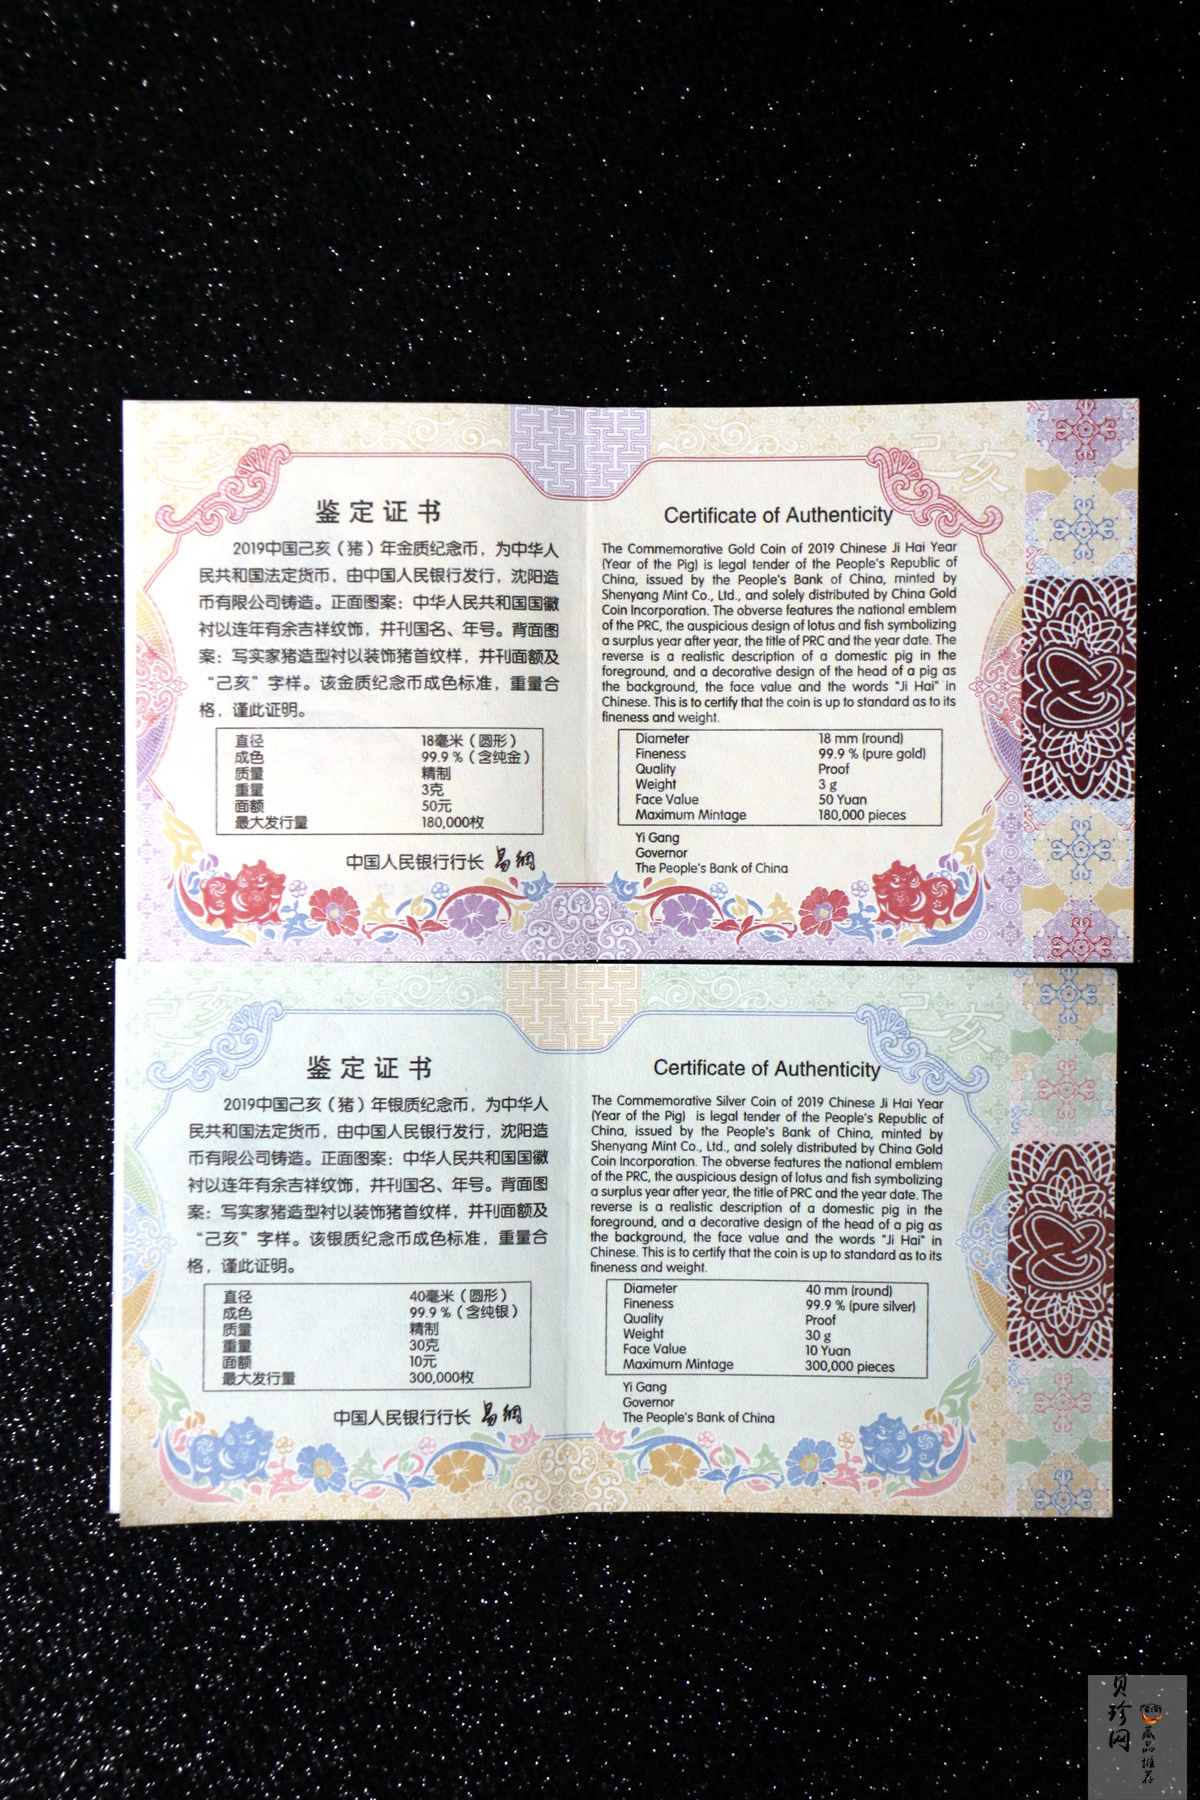 鉴定证书
2019中国己亥（猪）年金质纪念币，为中华人
民共和国法定货币，由中国人民银行发行，沈阳造
币有限公司铸造。正面图案：中华人民共和国国徽
衬以连年有余吉祥纹饰，并刊国名、年号。背面图
案：写实家猪造型衬以装饰猪首纹样，并刊面额及
“己亥”字样。该金质纪念币成色标准，重量合
格，谨此证明。
直径 18毫米（圆形）
成色 99.9％（含纯金）
质量 精制
重量 3克
面额 50元
最大发行量 180,000枚
中国人民银行行长 易纲
Certificate of Authenticity
The Commemorative Gold Coin of 2019 Chinese Ji Hai Year
(Year of the Pig) is legal tender of the People's Republic of
China, issued by the People's Bank of China, minted by
Shenyang Mint Co., Ltd., and solely distributed by China Gold
Coin Incorporation. The obverse features the national emblem
of the PRC, the auspicious design of lotus and fish symbolizing
a surplus year after year, the title of PRC and the year date. The
reverse is a realistic description of a domestic pig in the
foreground, and a decorative design of the head of a pig as
the background, the face value and the words "Ji Hai" in
Chinese. This is to certify that the coin is up to standard as to its
fineness and weight.
Diameter 18 mm (round)
Fineness 99.9 % (pure gold)
Quality Proof
Weight 3 g
Face Value 50 Yuan
Maximum Mintage 180,000 pieces
Yi Gang
Governor
The People's Bank of China
己亥
己亥
鉴定证书
2019中国己亥（猪）年银质纪念币，为中华人
民共和国法定货币，由中国人民银行发行，沈阳造
币有限公司铸造。正面图案：中华人民共和国国徽
衬以连年有余吉祥纹饰，并刊国名、年号。背面图
案：写实家猪造型衬以装饰猪首纹样，并刊面额及
“己亥”字样。该银质纪念币成色标准，重量合
格，谨此证明。
直径 40毫米（圆形）
成色 99.9％（含纯银）
质量 精制
重量 30克
面额 10元
最大发行量 300,000枚
中国人民银行行长 易纲
Certificate of Authenticity
The Commemorative Silver Coin of 2019 Chinese Ji Hai Year
(Year of the Pig) is legal tender of the People's Republic of
China, issued by the People's Bank of China, minted by
Shenyang Mint Co., Ltd., and solely distributed by China Gold
Coin Incorporation. The obverse features the national emblem
of the PRC, the auspicious design of lotus and fish symbolizing
a surplus year after year, the title of PRC and the year date. The
reverse is a realistic description of a domestic pig in the
foreground, and a decorative design of the head of a pig as
the background, the face value and the words "Ji Hai" in
Chinese. This is to certify that the coin is up to standard as to its
fineness and weight.
Diameter 40 mm (round)
Fineness 99.9 % (pure silver)
Quality Proof
Weight 30 g
Face Value 10 Yuan
Maximum Mintage 300,000 pieces
Yi Gang
Governor
The People's Bank of China
己亥
己亥
贝珍网
藏品推荐